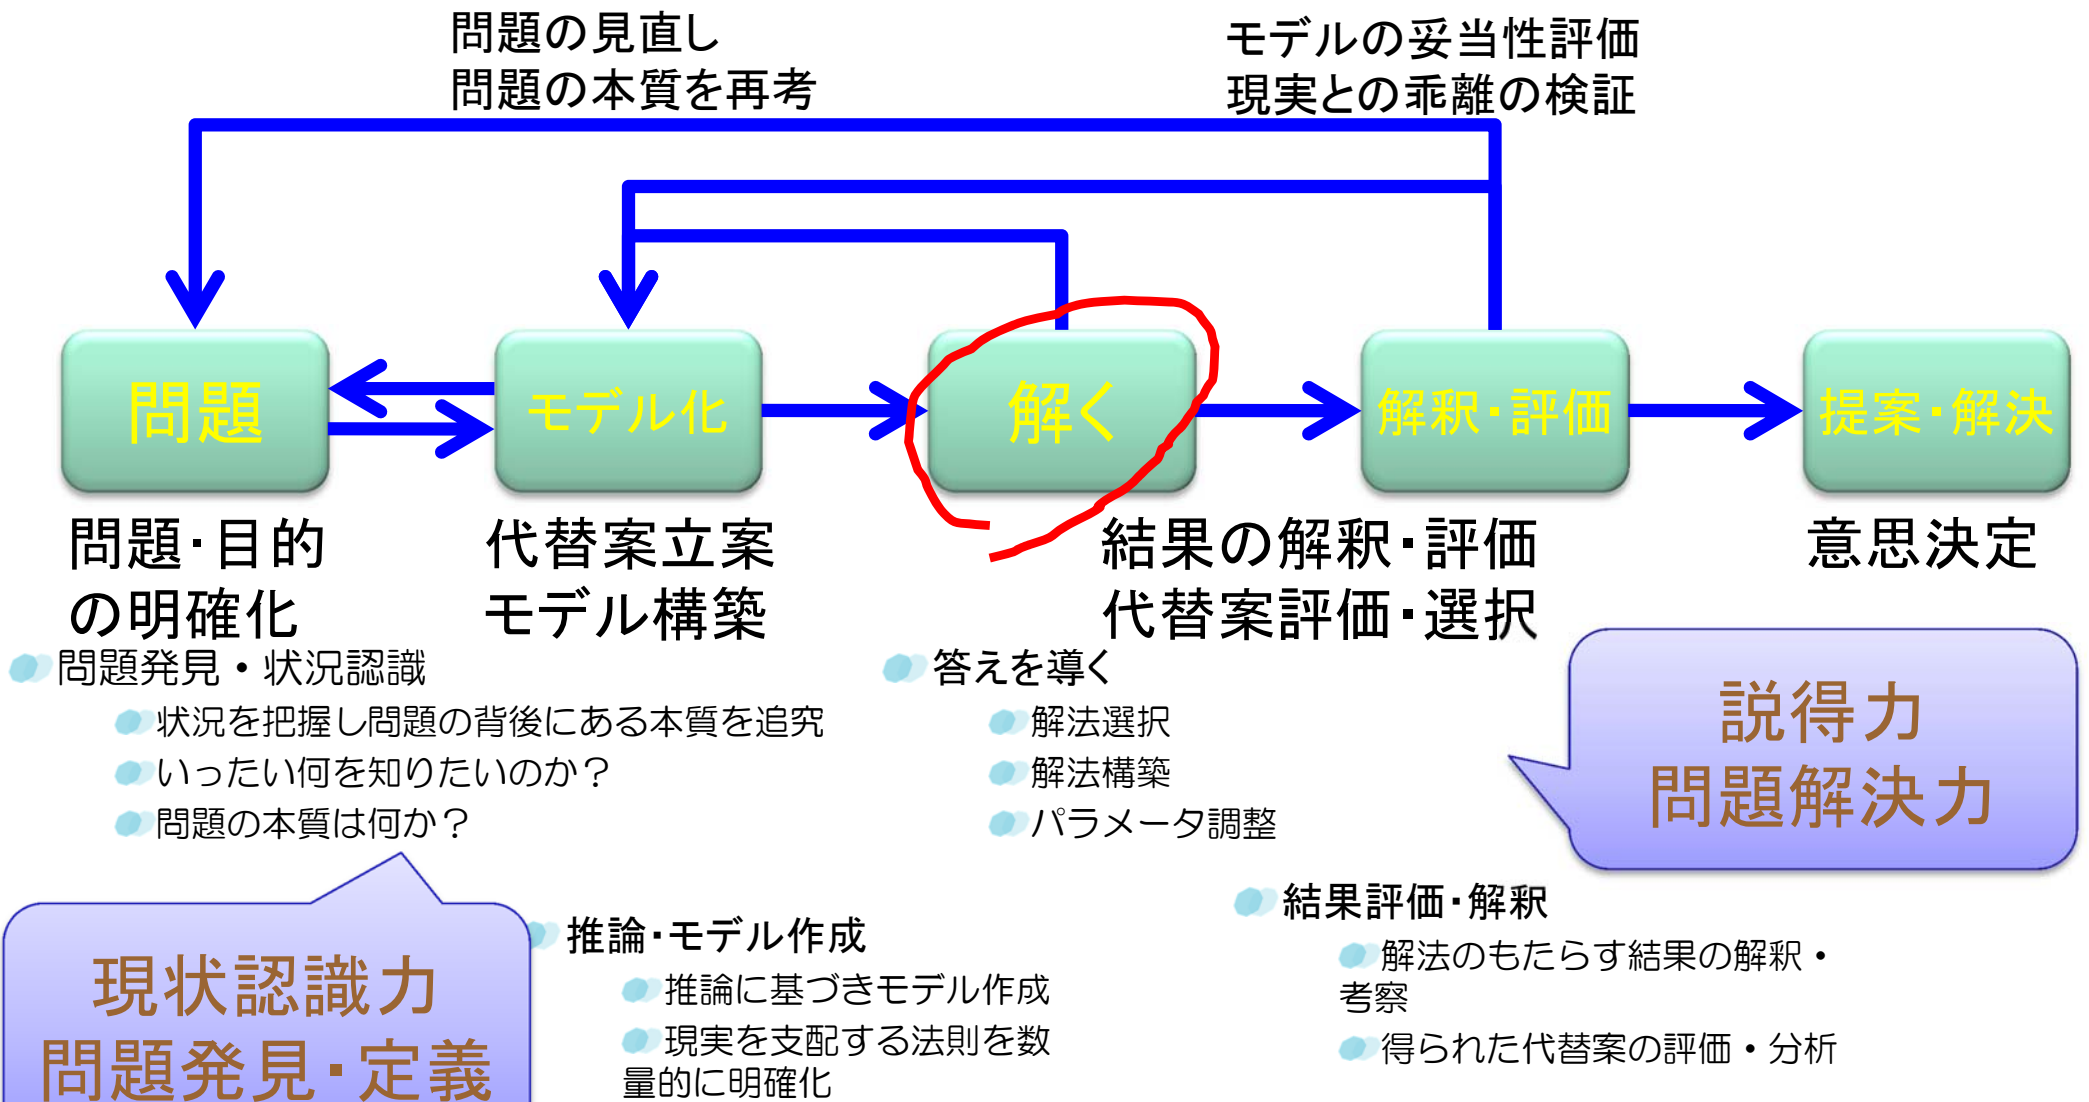 問題の見直し
問題の本質を再考
モデルの妥当性評価
現実との乖離の検証
問題
モデル化
解く
解釈・評価
提案・解決
問題・目的
の明確化
代替案立案
モデル構築
結果の解釈・評価
代替案評価・選択
意思決定
問題発見・状況認識
状況を把握し問題の背後にある本質を追究
いったい何を知りたいのか？
問題の本質は何か？
答えを導く
解法選択
解法構築
パラメータ調整
説得力
問題解決力
現状認識力
問題発見・定義
推論・モデル作成
推論に基づきモデル作成
現実を支配する法則を数
量的に明確化
結果評価・解釈
解法のもたらす結果の解釈・
考察
得られた代替案の評価・分析